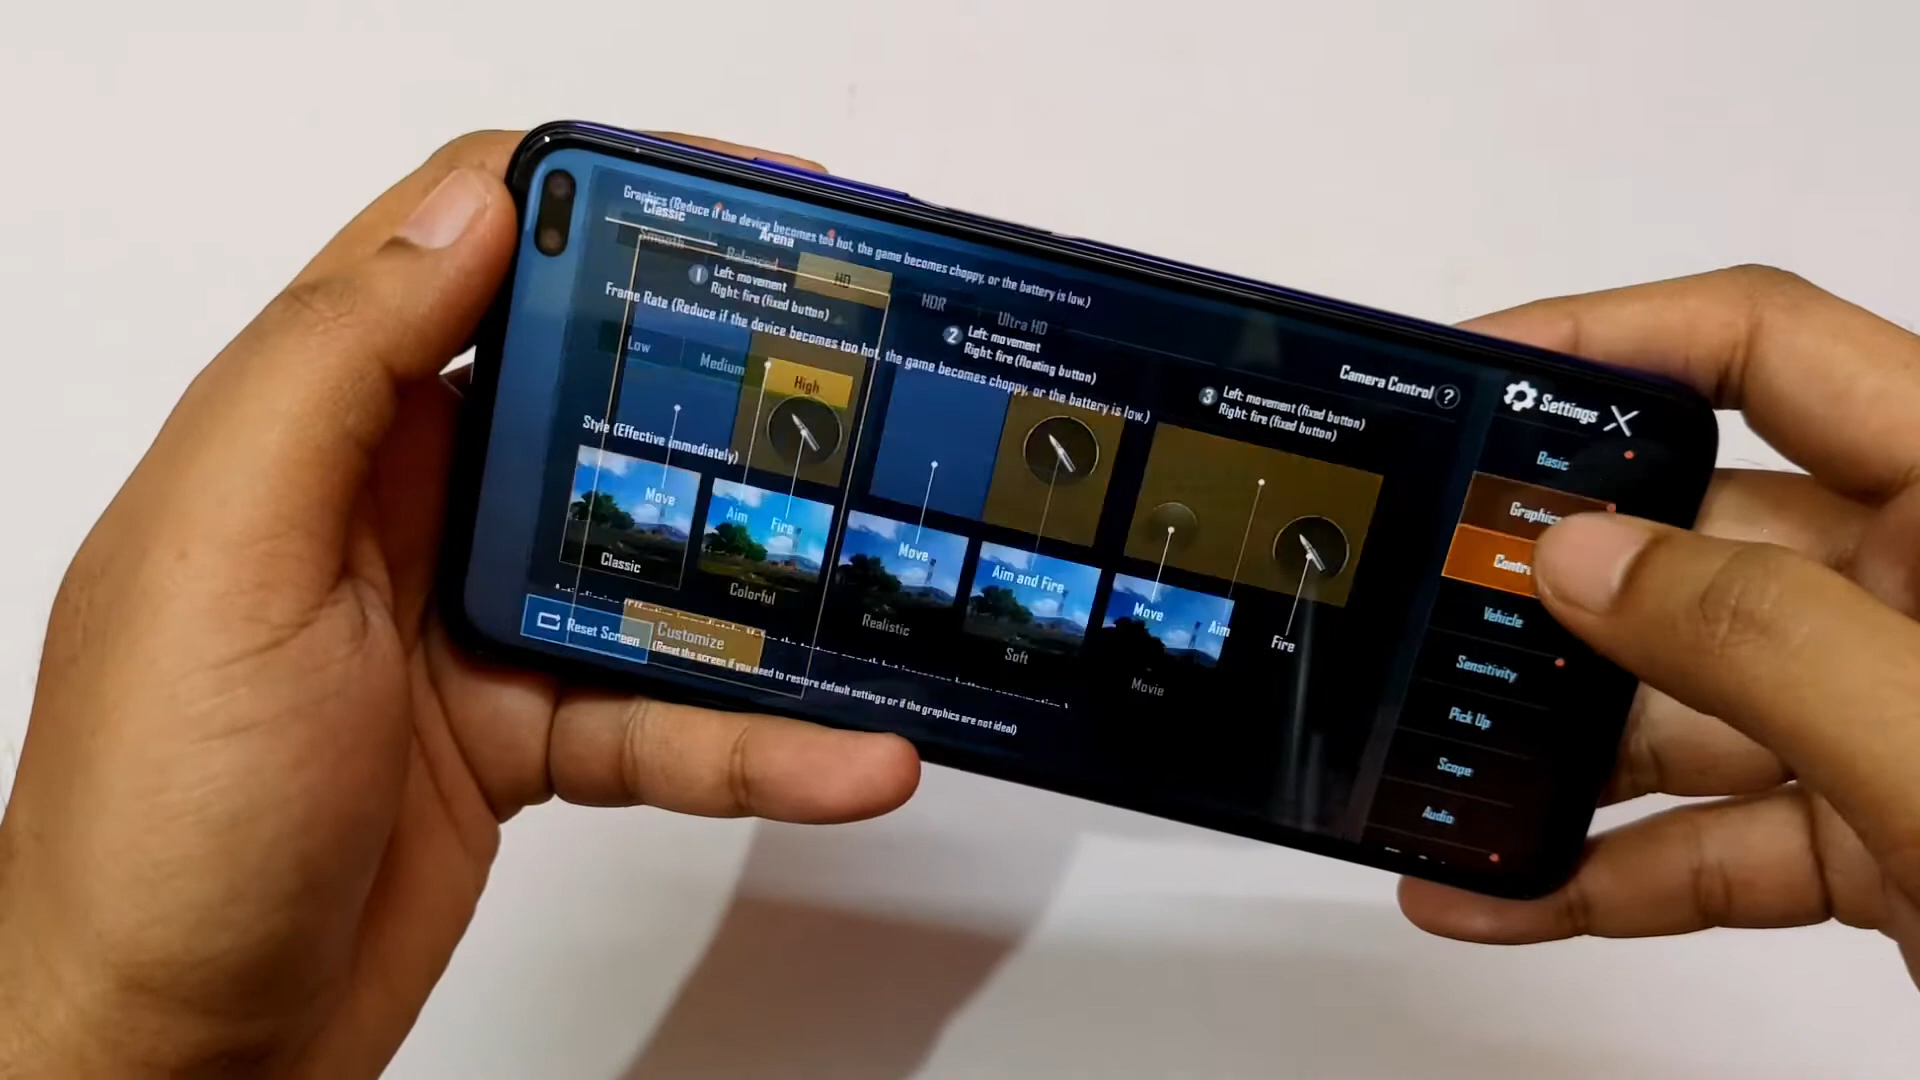 Graphics (Reduce if the device becomes too hot, the game becomes choppy, or the battery is low.)
Classic
Arena
Smooth
Balanced
HD
HDR
Ultra HD
1 Left: movement
Right: fire (fixed button)
2 Left: movement
Right: fire (floating button)
3 Left: movement (fixed button)
Right: fire (fixed button)
Camera Control ?
Frame Rate (Reduce if the device becomes too hot, the game becomes choppy, or the battery is low.)
Low
Medium
High
Style (Effective immediately)
Move
Aim
Fire
Move
Aim and Fire
Move
Aim
Fire
Classic
Colorful
Realistic
Soft
Movie
Reset Screen
Customize
(Reset the screen if you need to restore default settings or if the graphics are not ideal)
Settings
Basic
Graphics
Contr
Vehicle
Sensitivity
Pick Up
Scope
Audio